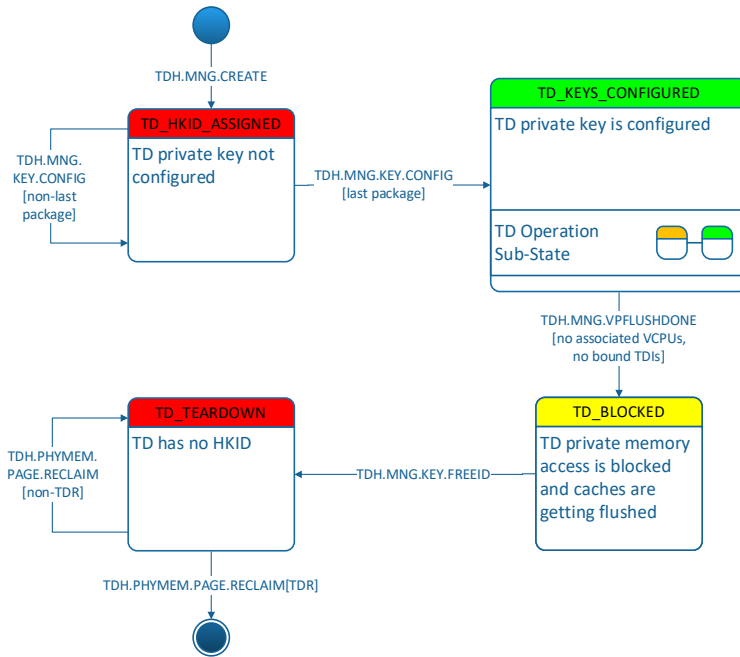 TDH.MNG.CREATE
TD_HKID_ASSIGNED
TD private key not
configured
TDH.MNG.
KEY.CONFIG
[non-last
package]
TDH.MNG.KEY.CONFIG
[last package]
TD_KEYS_CONFIGURED
TD private key is configured
TD Operation
Sub-State
TDH.MNG.VPFLUSHDONE
[no associated VCPUs,
no bound TDIs]
TD_BLOCKED
TD private memory
access is blocked
and caches are
getting flushed
TDH.MNG.KEY.FREEID
TD_TEARDOWN
TD has no HKID
TDH.PHYMEM.
PAGE.RECLAIM
[non-TDR]
TDH.PHYMEM.PAGE.RECLAIM[TDR]